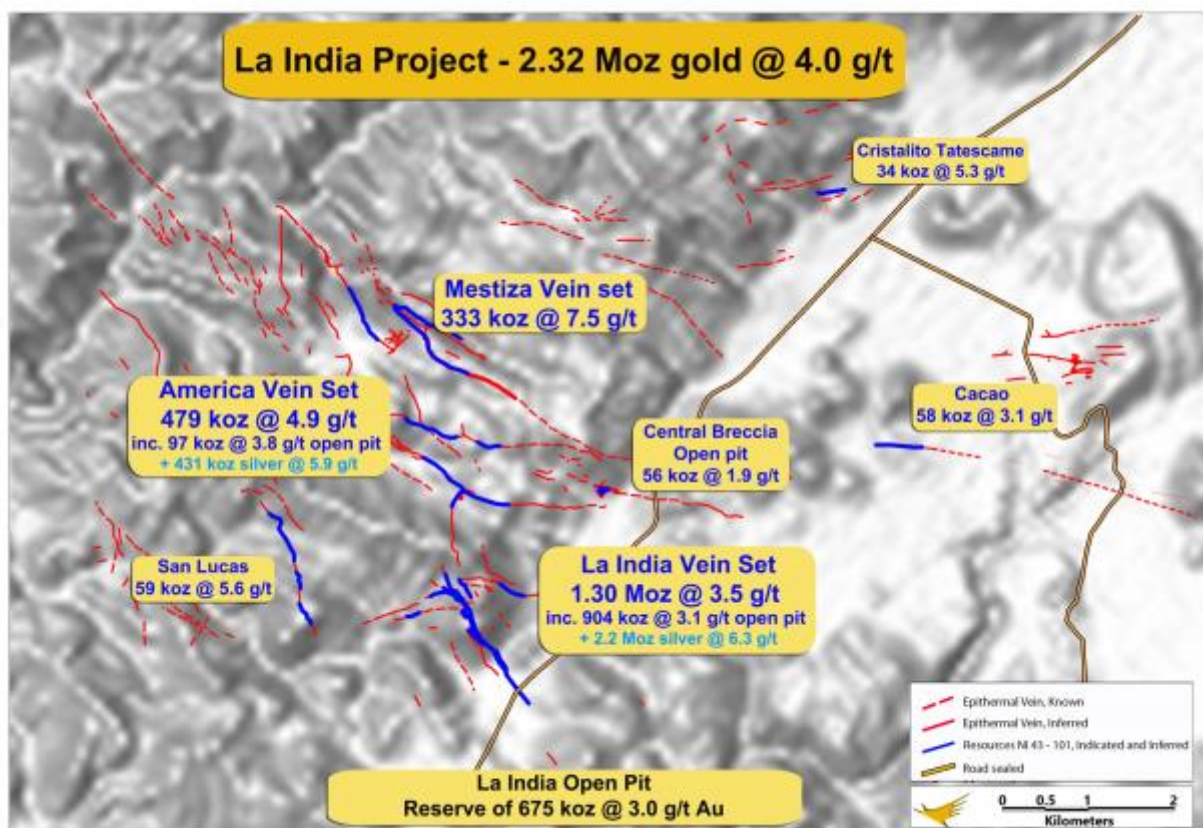 La India Project - 2.32 Moz gold @ 4.0 g/t
Cristalito Tatescame
34 koz @ 5.3 g/t
Mestiza Vein set
333 koz @ 7.5 g/t
America Vein Set
479 koz @ 4.9 g/t
inc. 97 koz @ 3.8 g/t open pit
+ 431 koz silver @ 5.9 g/t
Cacao
58 koz @ 3.1 g/t
Central Breccia
Open pit
56 koz @ 1.9 g/t
San Lucas
59 koz @ 5.6 g/t
La India Vein Set
1.30 Moz @ 3.5 g/t
inc. 904 koz @ 3.1 g/t open pit
+ 2.2 Moz silver @ 6.3 g/t
La India Open Pit
Reserve of 675 koz @ 3.0 g/t Au
Epithermal Vein, Known
Epithermal Vein, Inferred
Resources NI 43 - 101, Indicated and Inferred
Road sealed
0 0.5 1 2
Kilometers